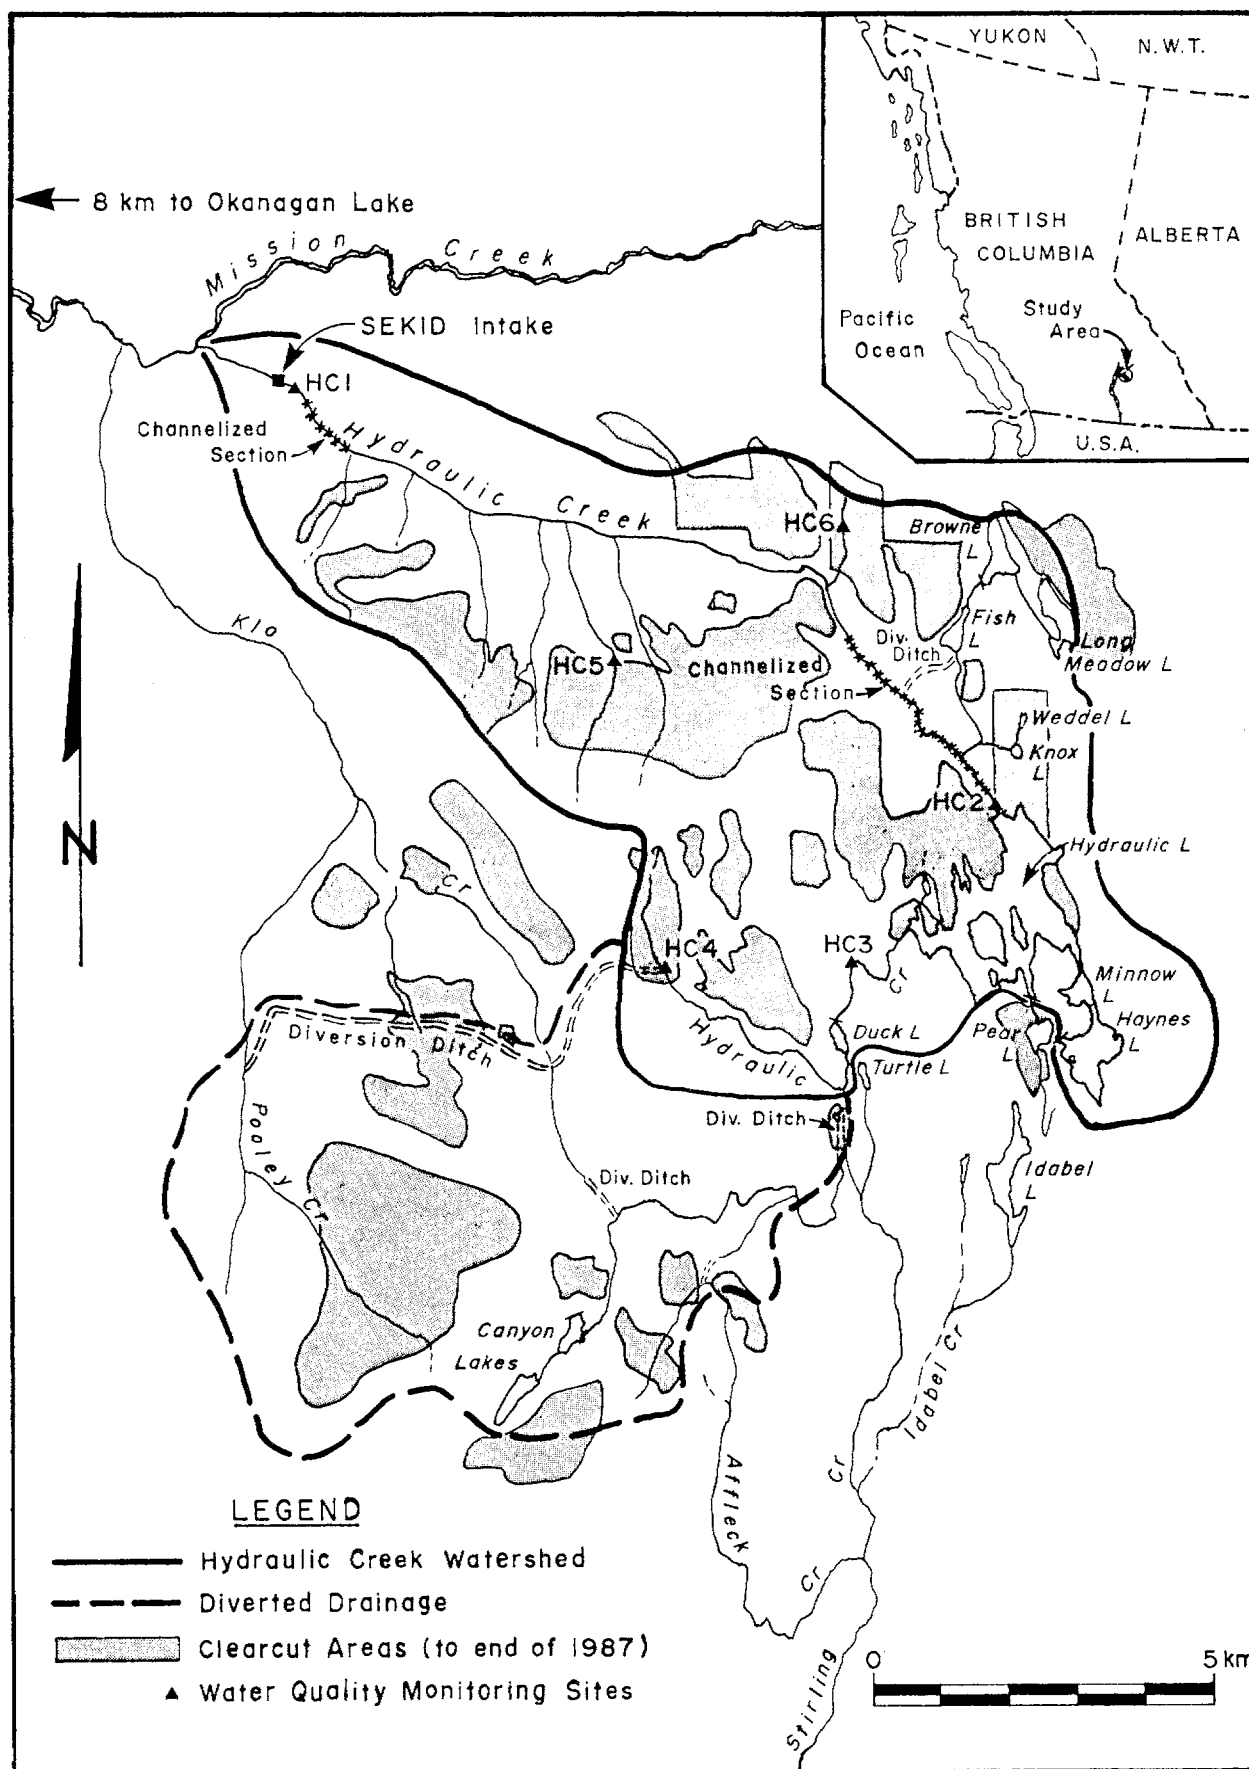 YUKON
N.W.T.
BRITISH
COLUMBIA
ALBERTA
Pacific
Ocean
Study
Area
U.S.A.
8 km to Okanagan Lake
Mission Creek
SEKID Intake
HC1
Channelized
Section
Hydraulic Creek
HC6
Browne
L
Klo
Fish
L
Div.
Ditch
Long
Meadow L
HC5
Channelized
Section
Weddel L
Knox
L
HC2
N
Hydraulic L
Cr
HC4
HC3
Cr
Minnow
L
Haynes
L
Pear
L
Diversion Ditch
Hydraulic
Duck L
Turtle L
Div. Ditch
Pooley Cr
Div. Ditch
Idabel
L
Canyon
Lakes
Idabel Cr
Affleck
Cr
Cr
Stirling
LEGEND
Hydraulic Creek Watershed
Diverted Drainage
Clearcut Areas (to end of 1987)
Water Quality Monitoring Sites
0
5 km